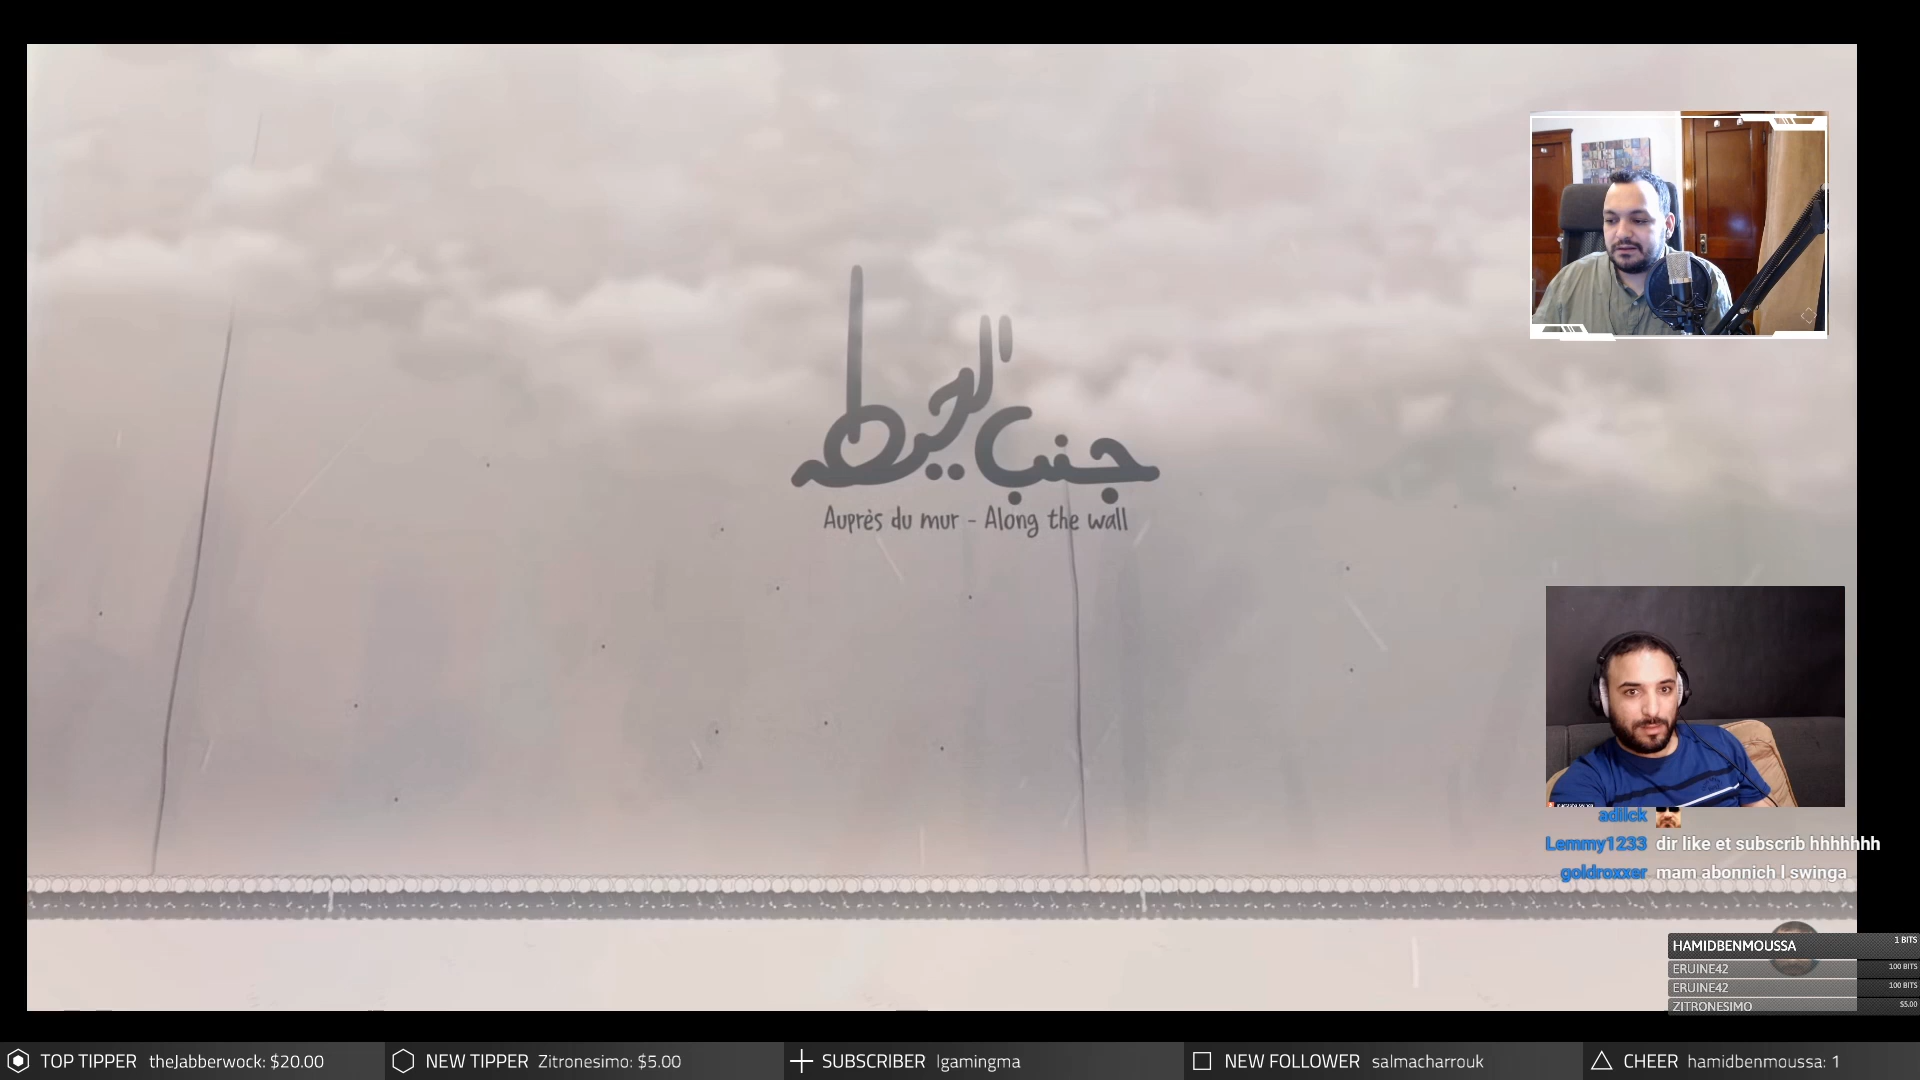 جنب الحيط
Auprès du mur - Along the wall
adilck
Lemmy1233 dir like et subscrib hhhhhhh
goldroxxer mam abonnich l swinga
HAMIDBENMOUSSA 1 BITS
ERUINE42 100 BITS
ERUINE42 100 BITS
ZITRONESIMO $5.00
TOP TIPPER theJabberwock: $20.00
NEW TIPPER Zitronesimo: $5.00
SUBSCRIBER lgamingma
NEW FOLLOWER salmacharrouk
CHEER hamidbenmoussa: 1